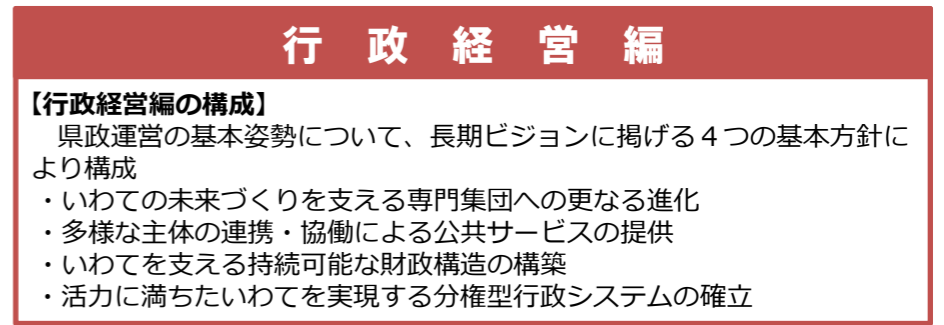 行 政 経 営 編
【行政経営編の構成】
　県政運営の基本姿勢について、長期ビジョンに掲げる４つの基本方針に
より構成
・いわての未来づくりを支える専門集団への更なる進化
・多様な主体の連携・協働による公共サービスの提供
・いわてを支える持続可能な財政構造の構築
・活力に満ちたいわてを実現する分権型行政システムの確立